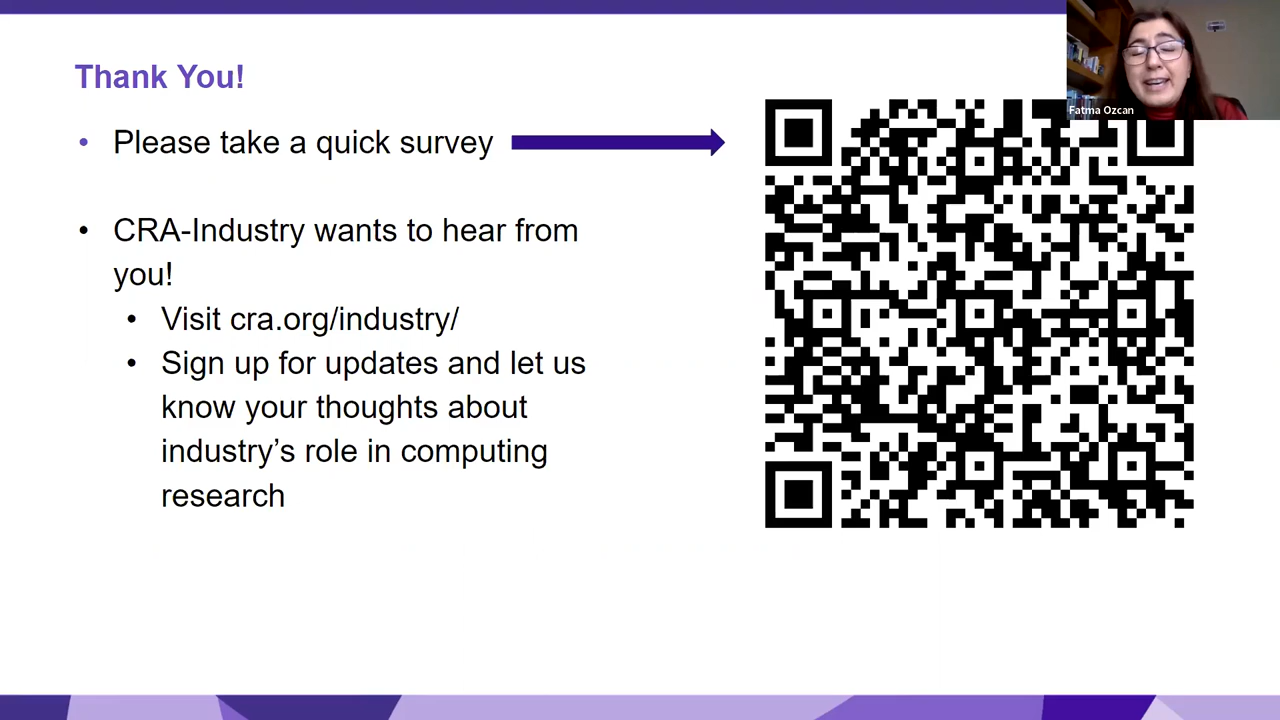 Thank You!
Please take a quick survey
CRA-Industry wants to hear from
you!
Visit cra.org/industry/
Sign up for updates and let us
know your thoughts about
industry’s role in computing
research
Fatma Ozcan